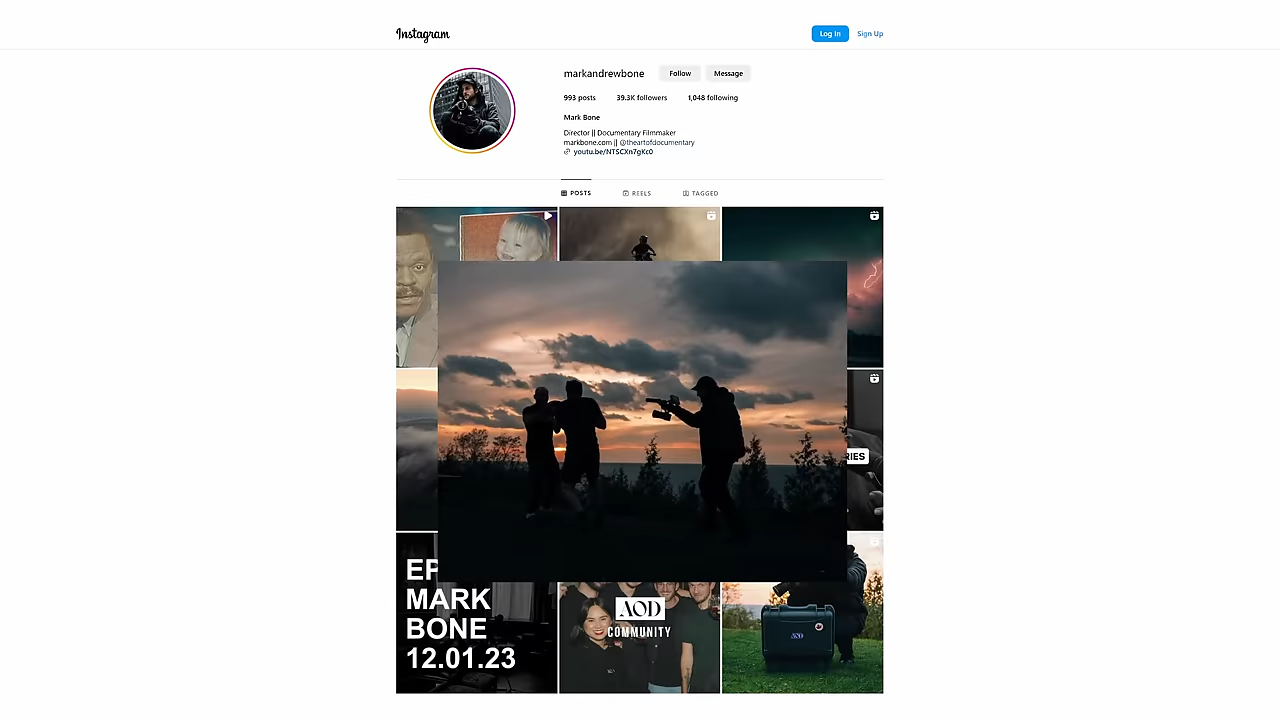 Instagram
Log In
Sign Up
markandrewbone
Follow
Message
993 posts
39.3K followers
1,048 following
Mark Bone
Director || Documentary Filmmaker
markbone.com || @theartofdocumentary
youtu.be/NTSCXn7gKc0
POSTS
REELS
TAGGED
RIES
EP
MARK
BONE
12.01.23
AOD
COMMUNITY
AOD